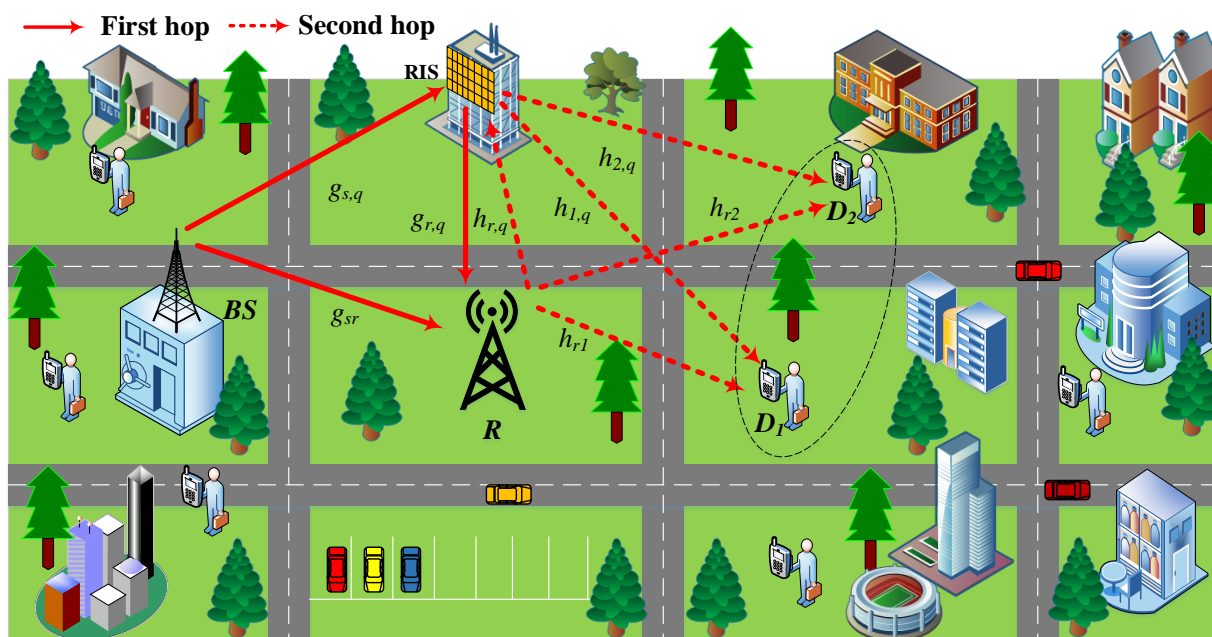 First hop Second hop
RIS
h2,q
gs,q
h1,q
hr2
D2
gr,q
hr,q
BS
gsr
hr1
R
D1